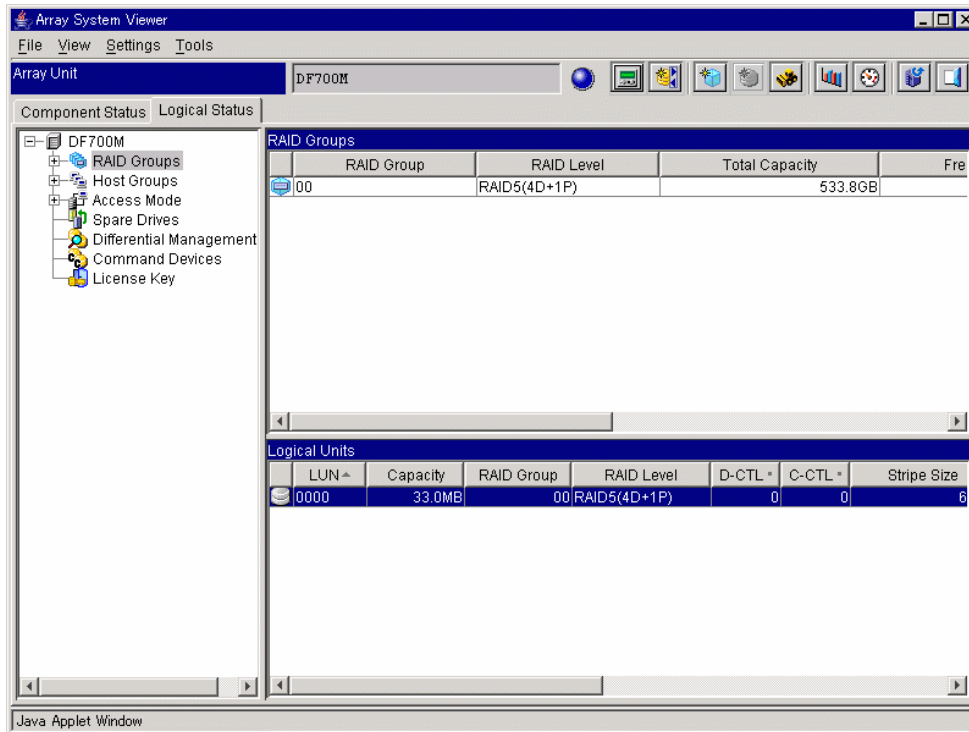 Array System Viewer
File View Settings Tools
Array Unit DF700M
Component Status Logical Status
DF700M
RAID Groups
Host Groups
Access Mode
Spare Drives
Differential Management
Command Devices
License Key
RAID Groups
RAID Group RAID Level Total Capacity Fre
00 RAID5(4D+1P) 533.8GB
Logical Units
LUN Capacity RAID Group RAID Level D-CTL * C-CTL * Stripe Size
0000 33.0MB 00 RAID5(4D+1P) 0 0 6
Java Applet Window